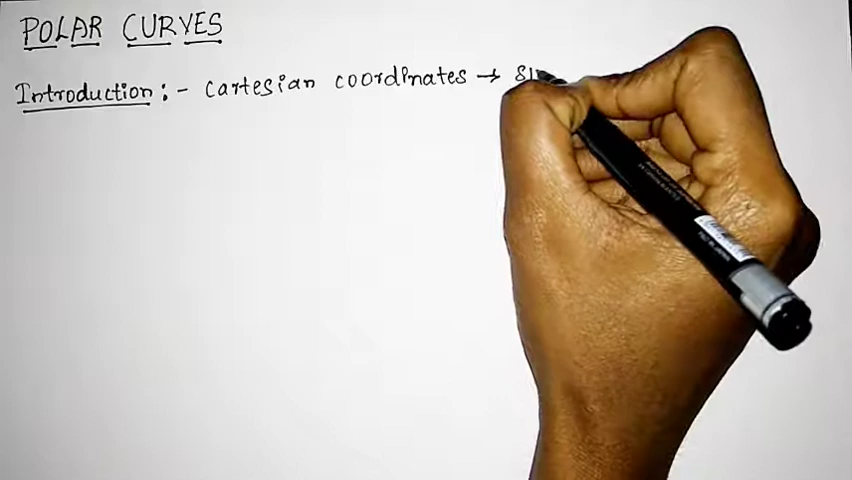 POLAR CURVES
Introduction :- cartesian coordinates →